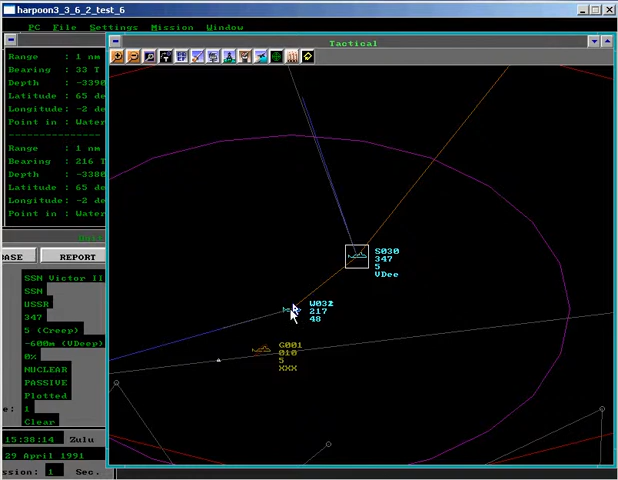 harpoon3_3_6_2_test_6
PC File Settings Mission Window
Tactical
Range : 1 nm
Bearing : 33 T
Depth : -3390
Latitude : 65 de
Longitude: -2 de
Point in : Water
Range : 1 nm
Bearing : 216 T
Depth : -3380
Latitude : 65 de
Longitude: -2 de
Point in : Water
BASE REPORT
SSN Victor II
SSN
USSR
347
5 (Creep)
-600m (VDeep)
0%
NUCLEAR
PASSIVE
Plotted
e: 1
Clear
15:38:14 Zulu
29 April 1991
ssion: 1 Sec.
S030
347
5
VDee
W032
217
48
G001
010
5
XXX